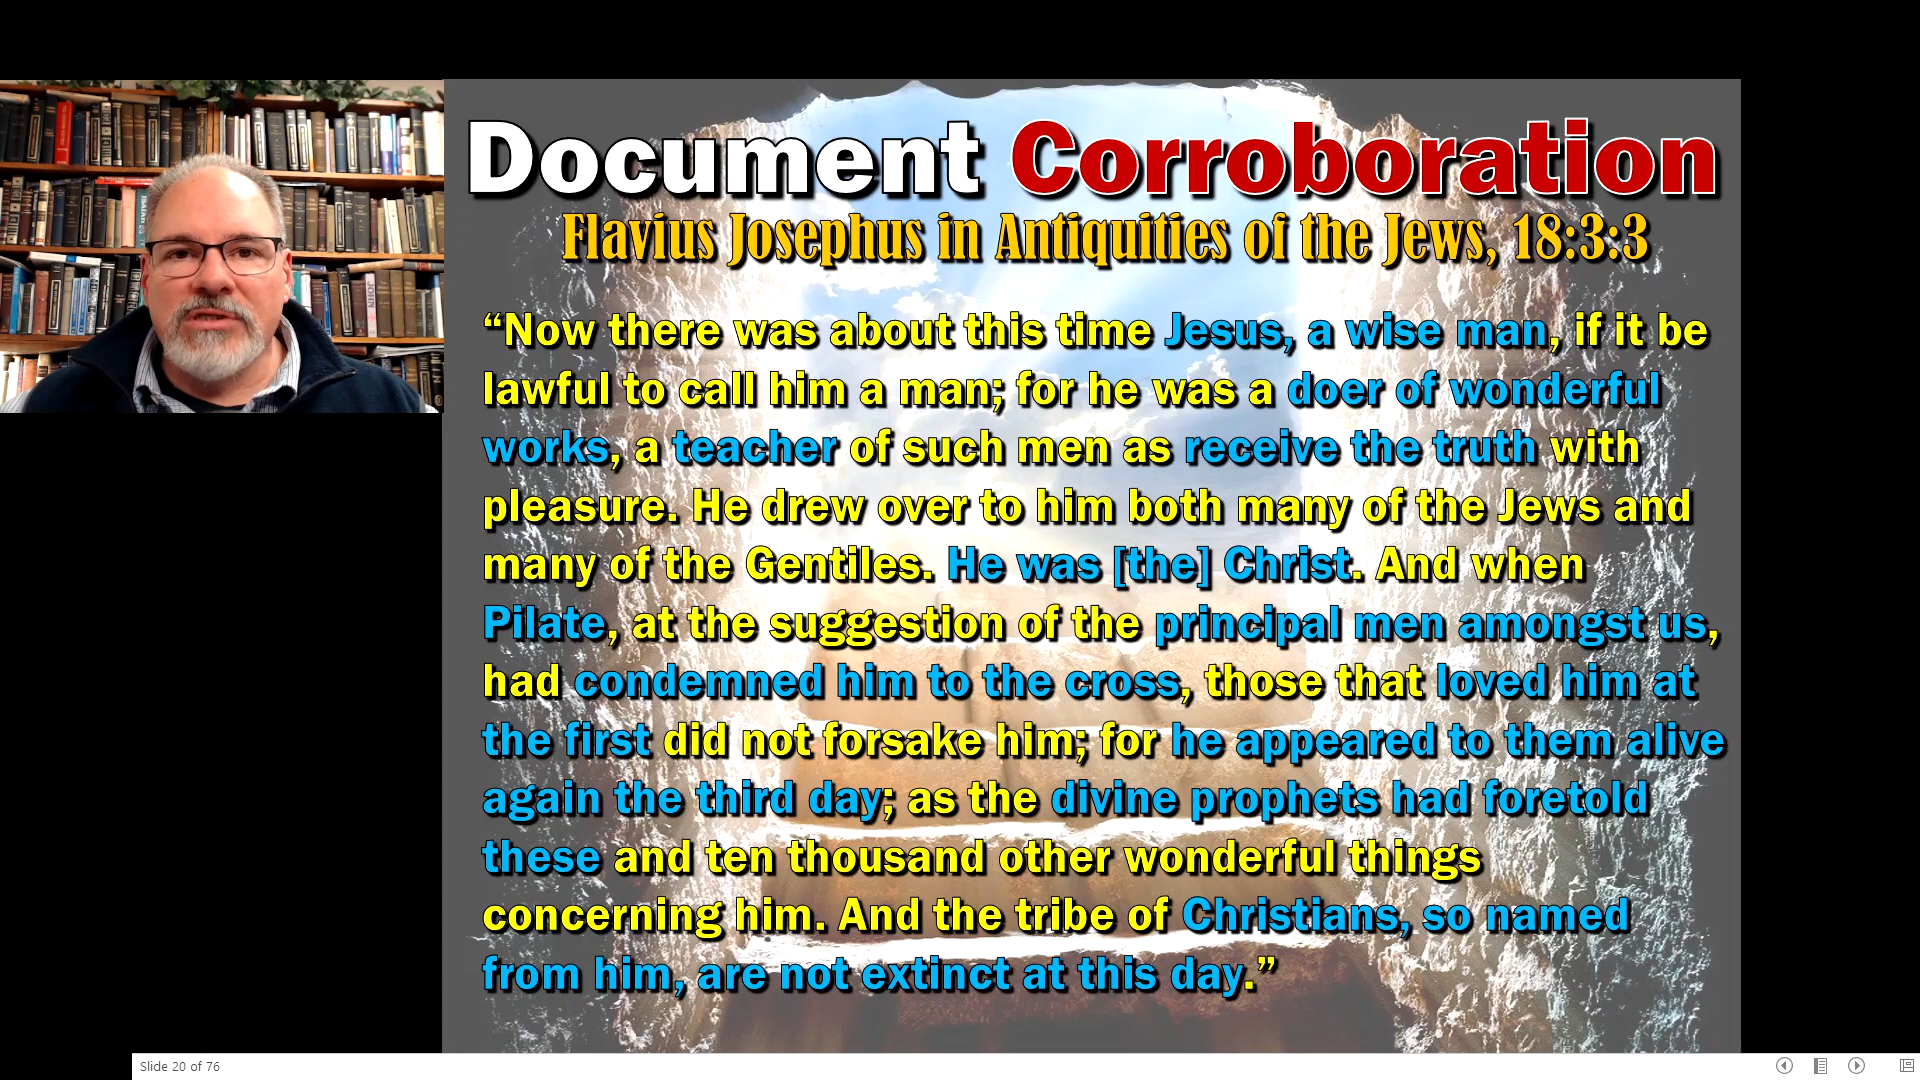 Document Corroboration
Flavius Josephus in Antiquities of the Jews, 18:3:3
“Now there was about this time Jesus, a wise man, if it be
lawful to call him a man; for he was a doer of wonderful
works, a teacher of such men as receive the truth with
pleasure. He drew over to him both many of the Jews and
many of the Gentiles. He was [the] Christ. And when
Pilate, at the suggestion of the principal men amongst us,
had condemned him to the cross, those that loved him at
the first did not forsake him; for he appeared to them alive
again the third day; as the divine prophets had foretold
these and ten thousand other wonderful things
concerning him. And the tribe of Christians, so named
from him, are not extinct at this day.”
JOHN
Slide 20 of 76